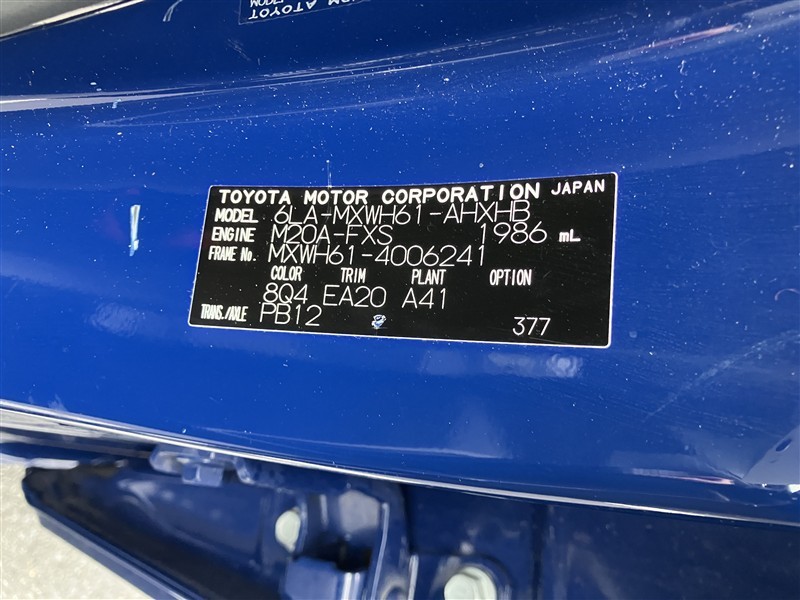 TOYOTA MOTOR CORPORATION JAPAN
MODEL 6LA-MXWH61-AHXHB
ENGINE M20A-FXS 1986 mL
FRAME No. MXWH61-4006241
COLOR TRIM PLANT OPTION
8Q4 EA20 A41
TRANS./AXLE PB12
377